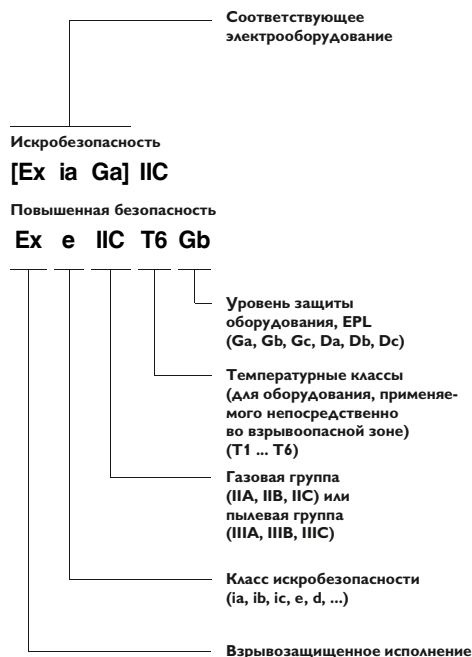 Соответствующее
электрооборудование
Искробезопасность
[Ex ia Ga] IIC
Повышенная безопасность
Ex e IIC T6 Gb
Уровень защиты
оборудования, EPL
(Ga, Gb, Gc, Da, Db, Dc)
Температурные классы
(для оборудования, применяе-
мого непосредственно
во взрывоопасной зоне)
(T1 ... T6)
Газовая группа
(IIA, IIB, IIC) или
пылевая группа
(IIIA, IIIB, IIIC)
Класс искробезопасности
(ia, ib, ic, e, d, ...)
Взрывозащищенное исполнение